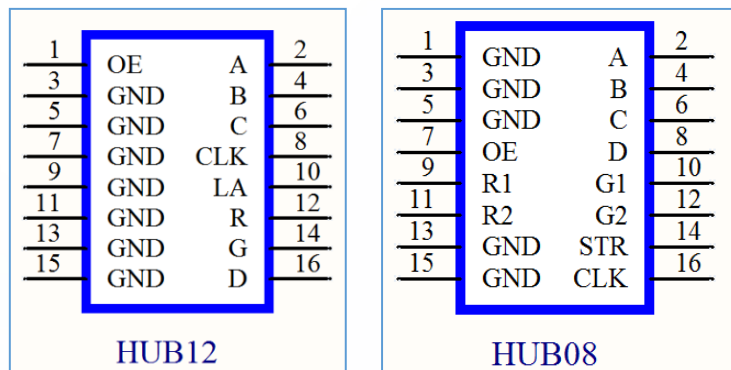 1 OE A 2
3 GND B 4
5 GND C 6
7 GND CLK 8
9 GND LA 10
11 GND R 12
13 GND G 14
15 GND D 16
HUB12
1 GND A 2
3 GND B 4
5 GND C 6
7 OE D 8
9 R1 G1 10
11 R2 G2 12
13 GND STR 14
15 GND CLK 16
HUB08